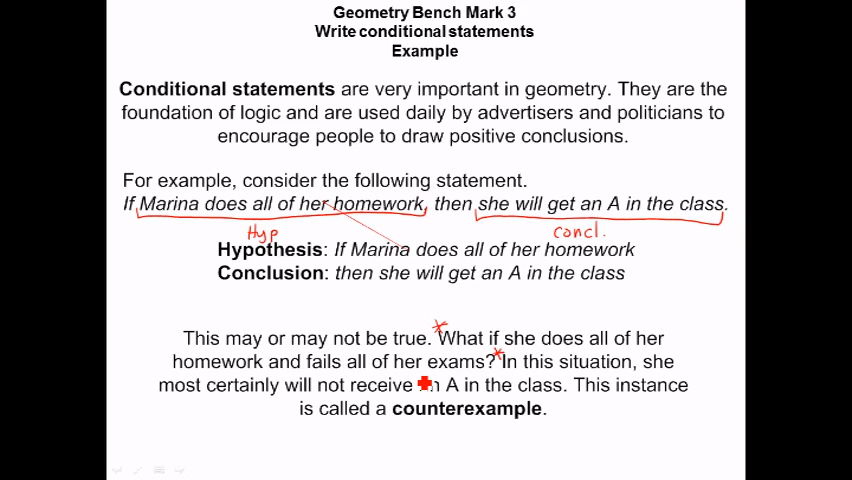 Geometry Bench Mark 3
Write conditional statements
Example
Conditional statements are very important in geometry. They are the
foundation of logic and are used daily by advertisers and politicians to
encourage people to draw positive conclusions.
For example, consider the following statement.
If Marina does all of her homework, then she will get an A in the class.
Hyp concl.
Hypothesis: If Marina does all of her homework
Conclusion: then she will get an A in the class
This may or may not be true. * What if she does all of her
homework and fails all of her exams? * In this situation, she
most certainly will not receive A in the class. This instance
is called a counterexample.